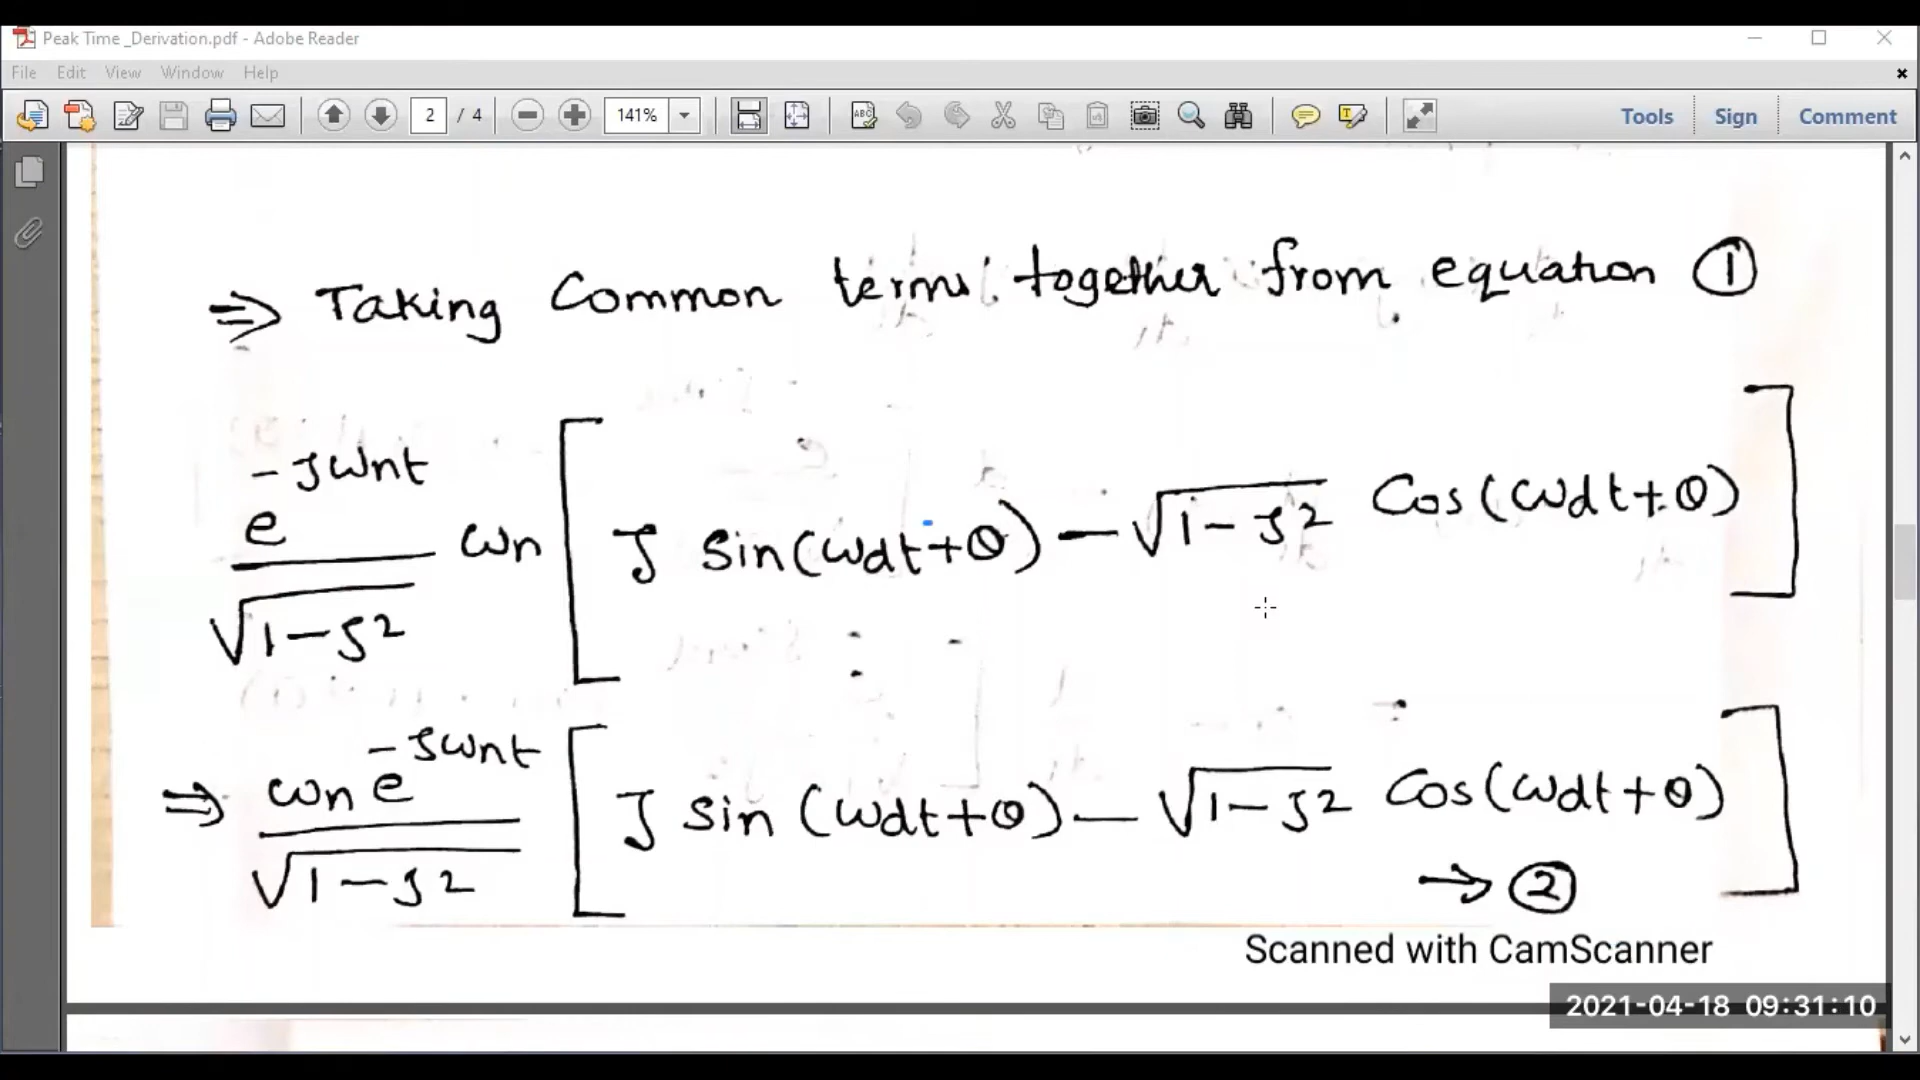 Peak Time _Derivation.pdf - Adobe Reader
File Edit View Window Help
2 / 4 141% Tools Sign Comment
⇒ Taking Common terms together from equation ①
e^{-ζωnt} / √(1-ζ²) ωn [ ζ sin(ωdt+θ) - √(1-ζ²) Cos(ωdt+θ) ]
⇒ ωn e^{-ζωnt} / √(1-ζ²) [ ζ sin(ωdt+θ) - √(1-ζ²) Cos(ωdt+θ) ]
→ ②
Scanned with CamScanner
2021-04-18 09:31:10